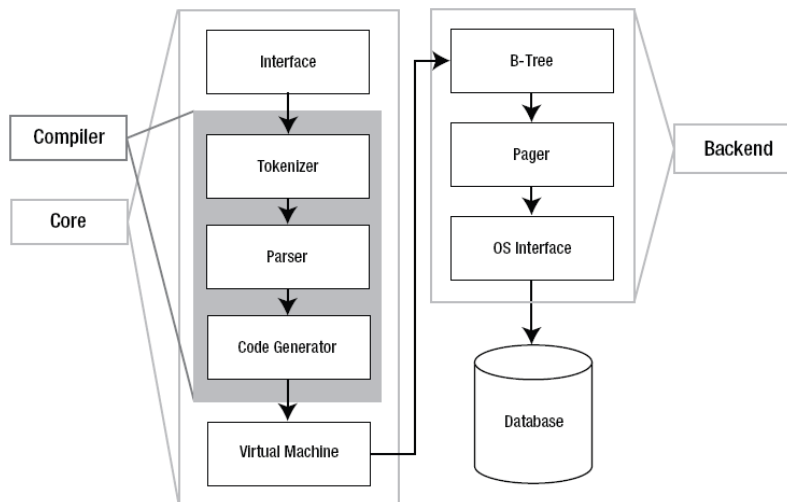 Interface
Compiler
Tokenizer
Core
Parser
Code Generator
Virtual Machine
B-Tree
Pager
Backend
OS Interface
Database